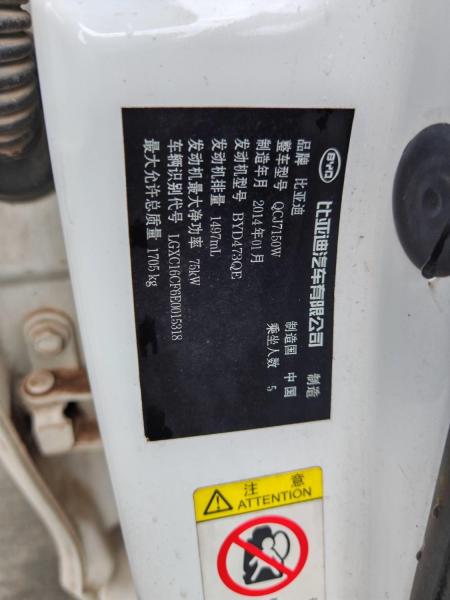 BYD 比亚迪汽车有限公司 制造
品牌 比亚迪 制造国 中国
整车型号 QCJ7150W 乘坐人数 5
制造年月 2014年01月
发动机型号 BYD473QE
发动机排量 1497mL
发动机最大净功率 75kW
车辆识别代号 LGXC16CF6E0015318
最大允许总质量 1705kg
注意
ATTENTION